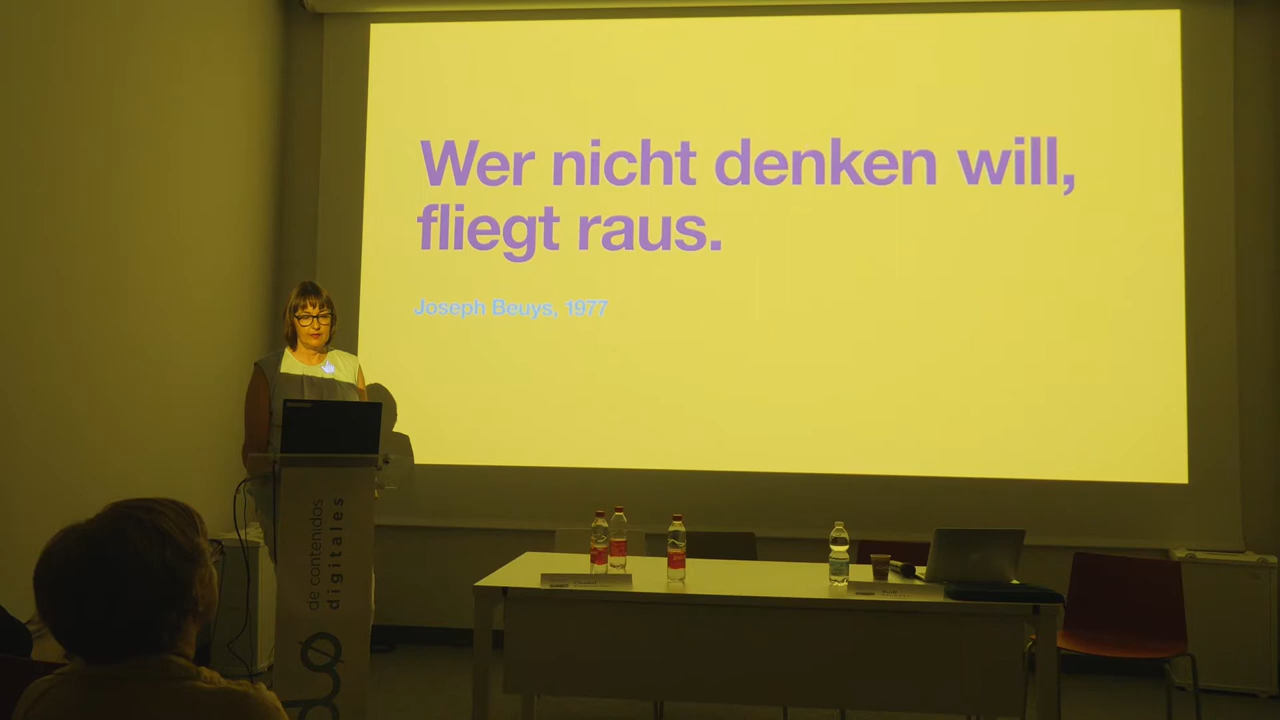 Wer nicht denken will,
fliegt raus.
Joseph Beuys, 1977
de contenidos
digitales